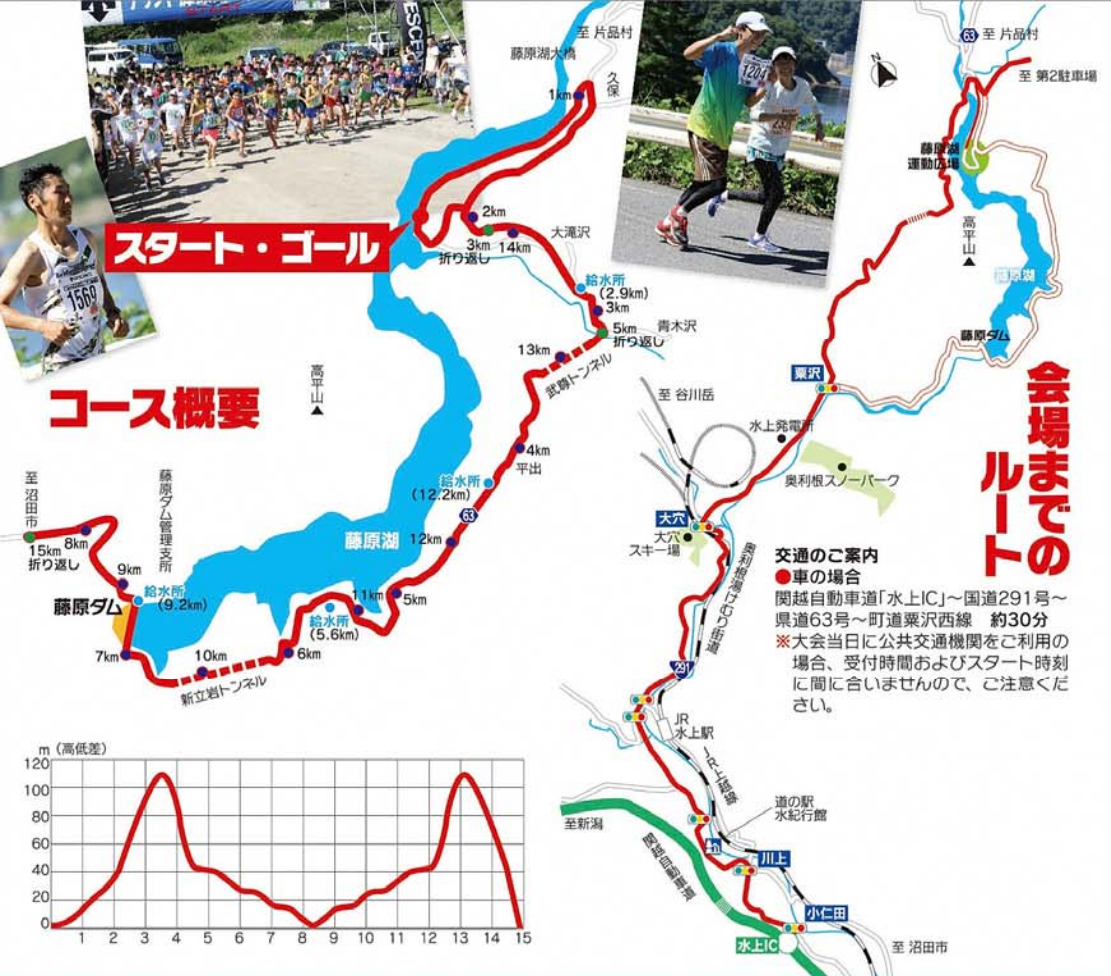 至 片品村
藤原湖大橋
久保
1km
2km
3km
折り返し
14km
大滝沢
給水所
(2.9km)
3km
5km
折り返し
青木沢
13km
武尊トンネル
スタート・ゴール
1204
1569
コース概要
高平山
4km
平出
給水所
(12.2km)
63
12km
藤原湖
至 沼田市
15km
折り返し
8km
藤原ダム管理支所
9km
給水所
(9.2km)
藤原ダム
7km
10km
新立岩トンネル
6km
給水所
(5.6km)
11km
5km
m(高低差)
120
100
80
60
40
20
0
1 2 3 4 5 6 7 8 9 10 11 12 13 14 15
63
至 片品村
至 第2駐車場
N
藤原湖
運動広場
高平山
藤原湖
藤原ダム
会場までの
ルート
粟沢
至 谷川岳
水上発電所
奥利根スノーパーク
大穴
大穴
スキー場
奥利根湯けむり街道
291
JR
水上駅
JR上越線
道の駅
水紀行館
至新潟
関越自動車道
川上
小仁田
水上IC
至 沼田市
交通のご案内
●車の場合
関越自動車道「水上IC」〜国道291号〜
県道63号〜町道粟沢西線 約30分
※大会当日に公共交通機関をご利用の
場合、受付時間およびスタート時刻
に間に合いませんので、ご注意くだ
さい。